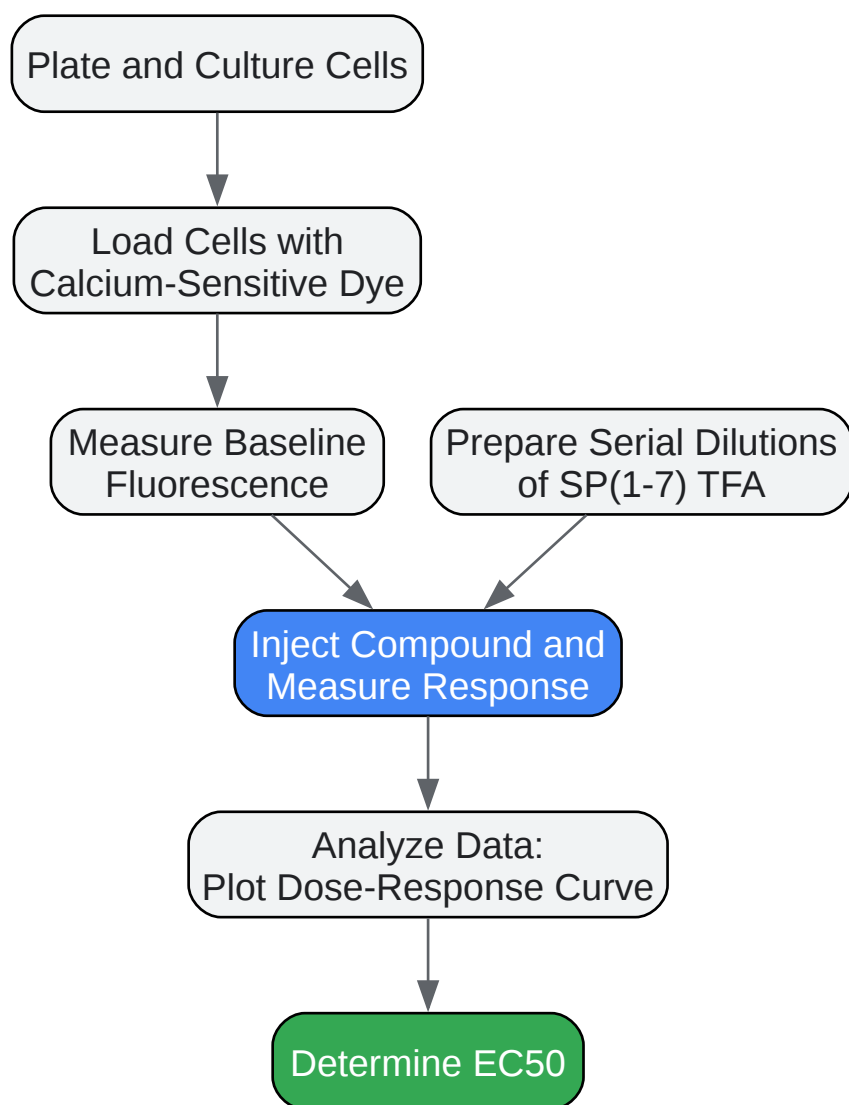 Plate and Culture Cells
Load Cells with
Calcium-Sensitive Dye
Measure Baseline
Fluorescence
Prepare Serial Dilutions
of SP(1-7) TFA
Inject Compound and
Measure Response
Analyze Data:
Plot Dose-Response Curve
Determine EC50